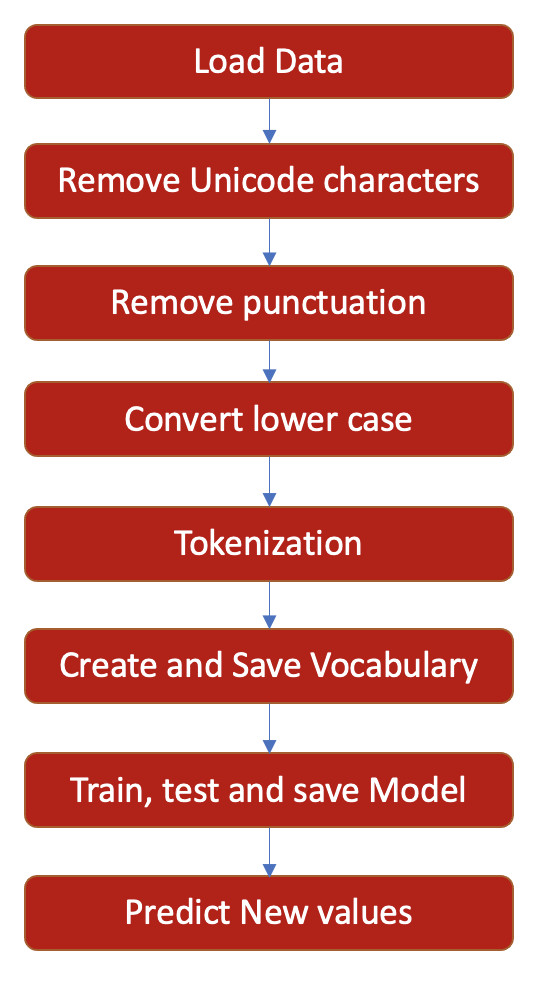 Load Data
Remove Unicode characters
Remove punctuation
Convert lower case
Tokenization
Create and Save Vocabulary
Train, test and save Model
Predict New values